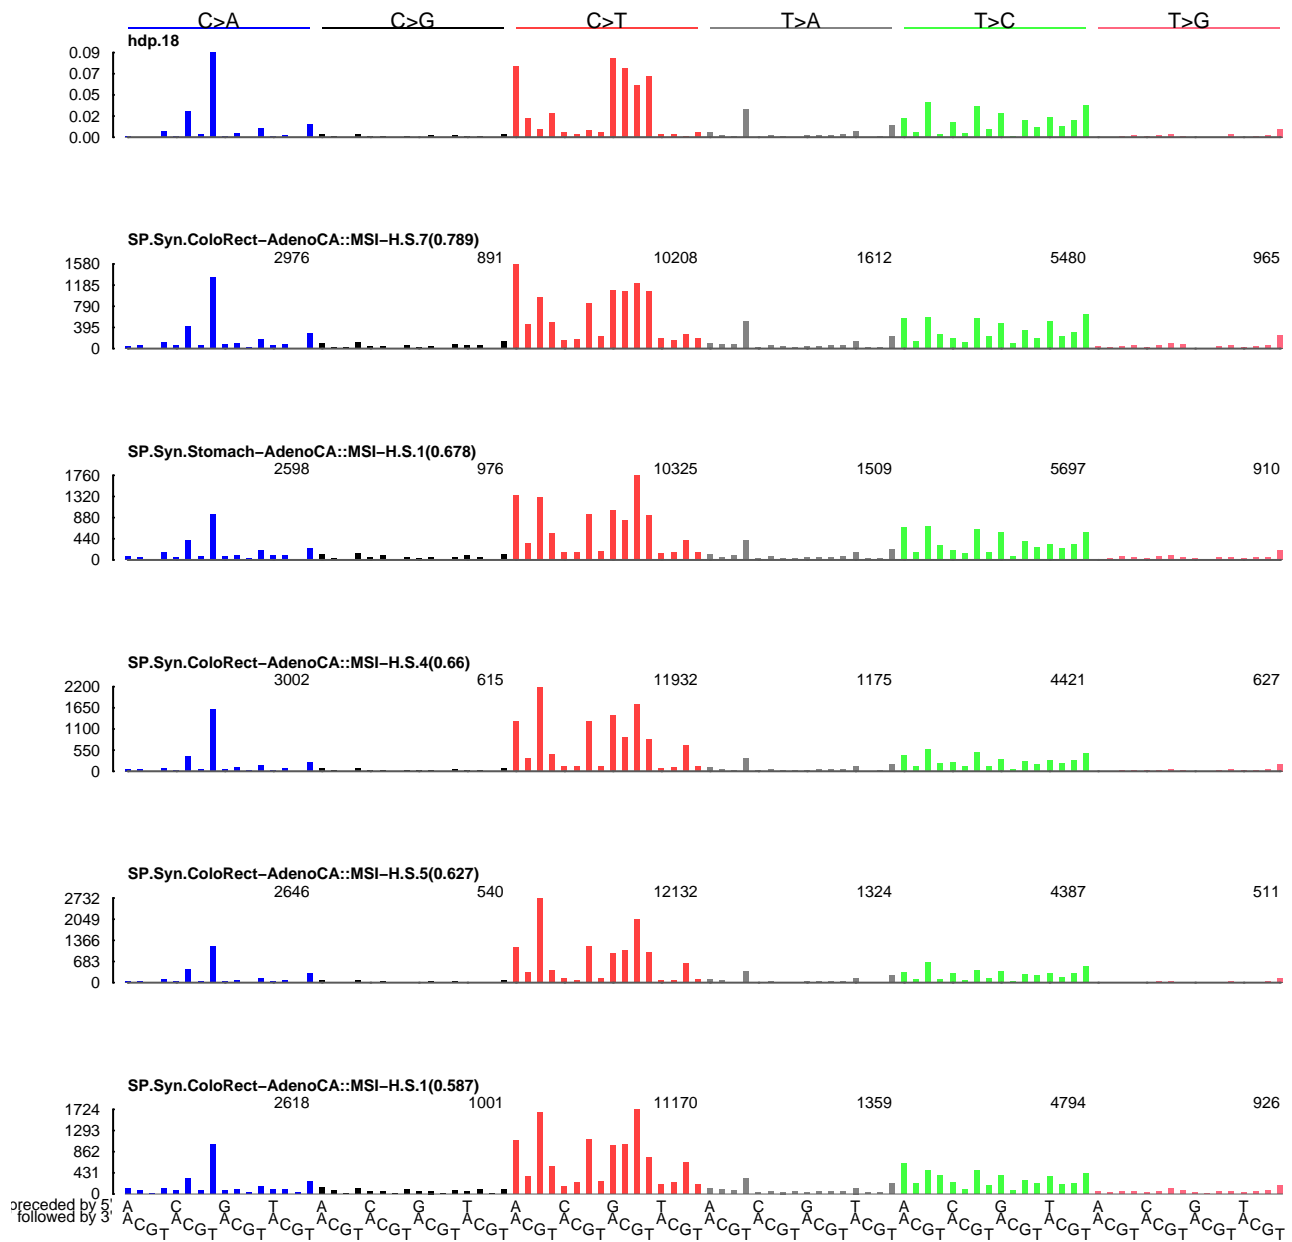 C>A C>G C>T T>A T>C T>G
hdp.18
0.09
0.07
0.05
0.02
0.00
SP.Syn.ColoRect−AdenoCA::MSI−H.S.7(0.789)
2976 891 10208 1612 5480 965
1580
1185
790
395
0
SP.Syn.Stomach−AdenoCA::MSI−H.S.1(0.678)
2598 976 10325 1509 5697 910
1760
1320
880
440
0
SP.Syn.ColoRect−AdenoCA::MSI−H.S.4(0.66)
3002 615 11932 1175 4421 627
2200
1650
1100
550
0
SP.Syn.ColoRect−AdenoCA::MSI−H.S.5(0.627)
2646 540 12132 1324 4387 511
2732
2049
1366
683
0
SP.Syn.ColoRect−AdenoCA::MSI−H.S.1(0.587)
2618 1001 11170 1359 4794 926
1724
1293
862
431
0
preceded by 5' A C G T A C G T A C G T A C G T A C G T A C G T
followed by 3' A C G T A C G T A C G T A C G T A C G T A C G T A C G T A C G T A C G T A C G T A C G T A C G T A C G T A C G T A C G T A C G T A C G T A C G T A C G T A C G T A C G T A C G T A C G T A C G T